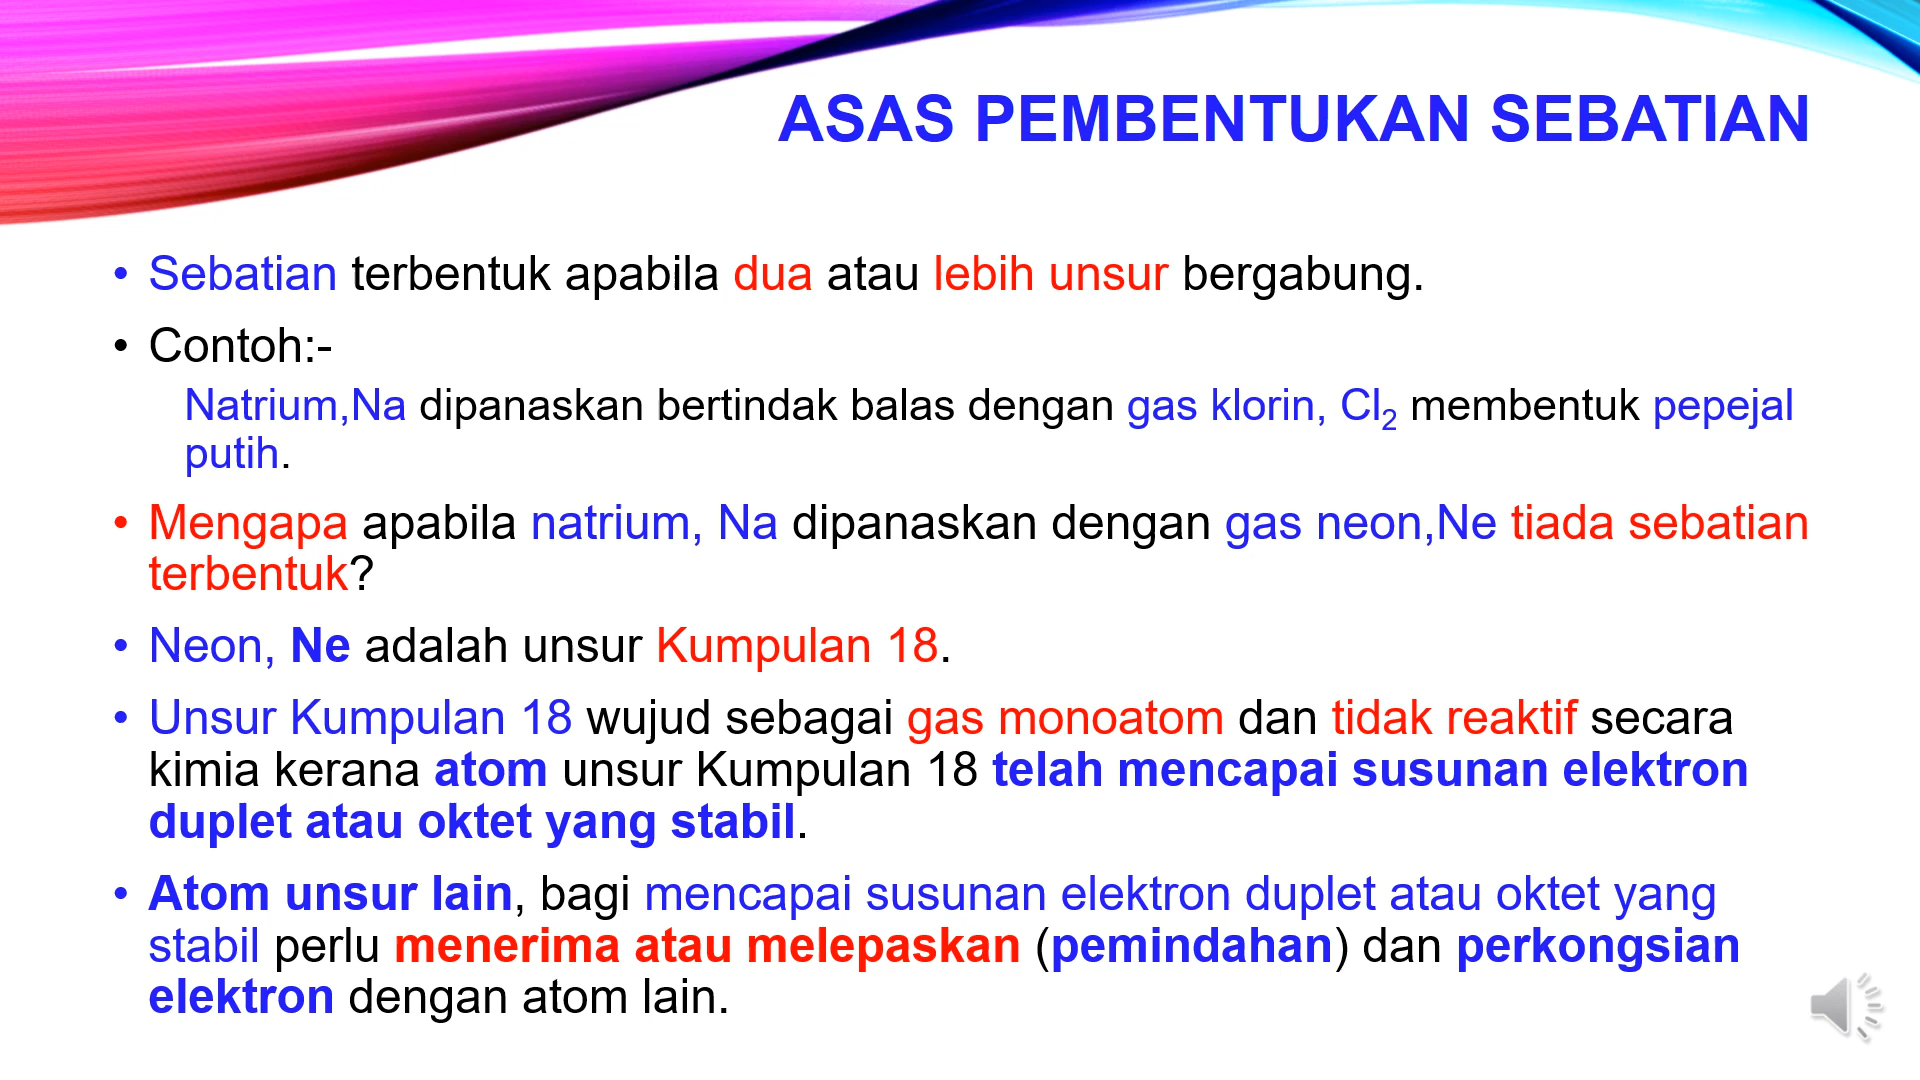 ASAS PEMBENTUKAN SEBATIAN
• Sebatian terbentuk apabila dua atau lebih unsur bergabung.
• Contoh:-
Natrium,Na dipanaskan bertindak balas dengan gas klorin, Cl₂ membentuk pepejal
putih.
• Mengapa apabila natrium, Na dipanaskan dengan gas neon,Ne tiada sebatian
terbentuk?
• Neon, Ne adalah unsur Kumpulan 18.
• Unsur Kumpulan 18 wujud sebagai gas monoatom dan tidak reaktif secara
kimia kerana atom unsur Kumpulan 18 telah mencapai susunan elektron
duplet atau oktet yang stabil.
• Atom unsur lain, bagi mencapai susunan elektron duplet atau oktet yang
stabil perlu menerima atau melepaskan (pemindahan) dan perkongsian
elektron dengan atom lain.